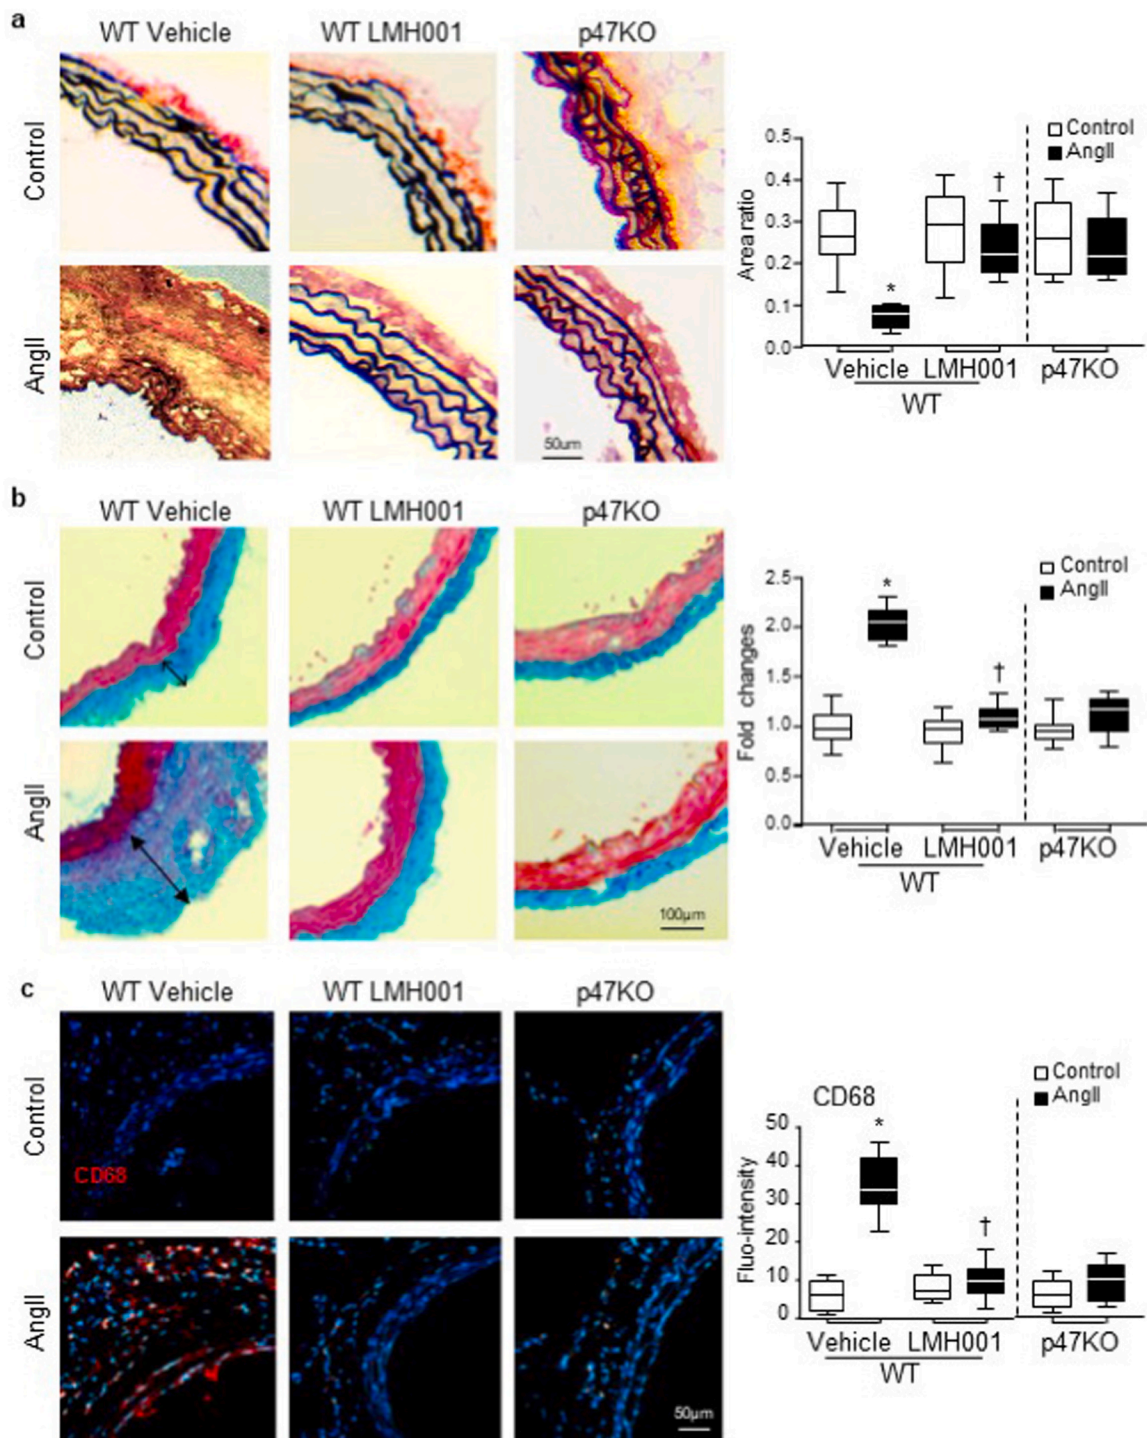 a
WT Vehicle WT LMH001 p47KO
Control
AngII
50um
Control
AngII
Area ratio
0.5
0.4
0.3
0.2
0.1
0.0
*
†
Vehicle LMH001 p47KO
WT
b
WT Vehicle WT LMH001 p47KO
Control
AngII
100µm
Control
AngII
Fold changes
2.5
2.0
1.5
1.0
0.5
0.0
*
†
Vehicle LMH001 p47KO
WT
c
WT Vehicle WT LMH001 p47KO
Control
CD68
AngII
50µm
Control
AngII
CD68
Fluo-intensity
50
40
30
20
10
0
*
†
Vehicle LMH001 p47KO
WT